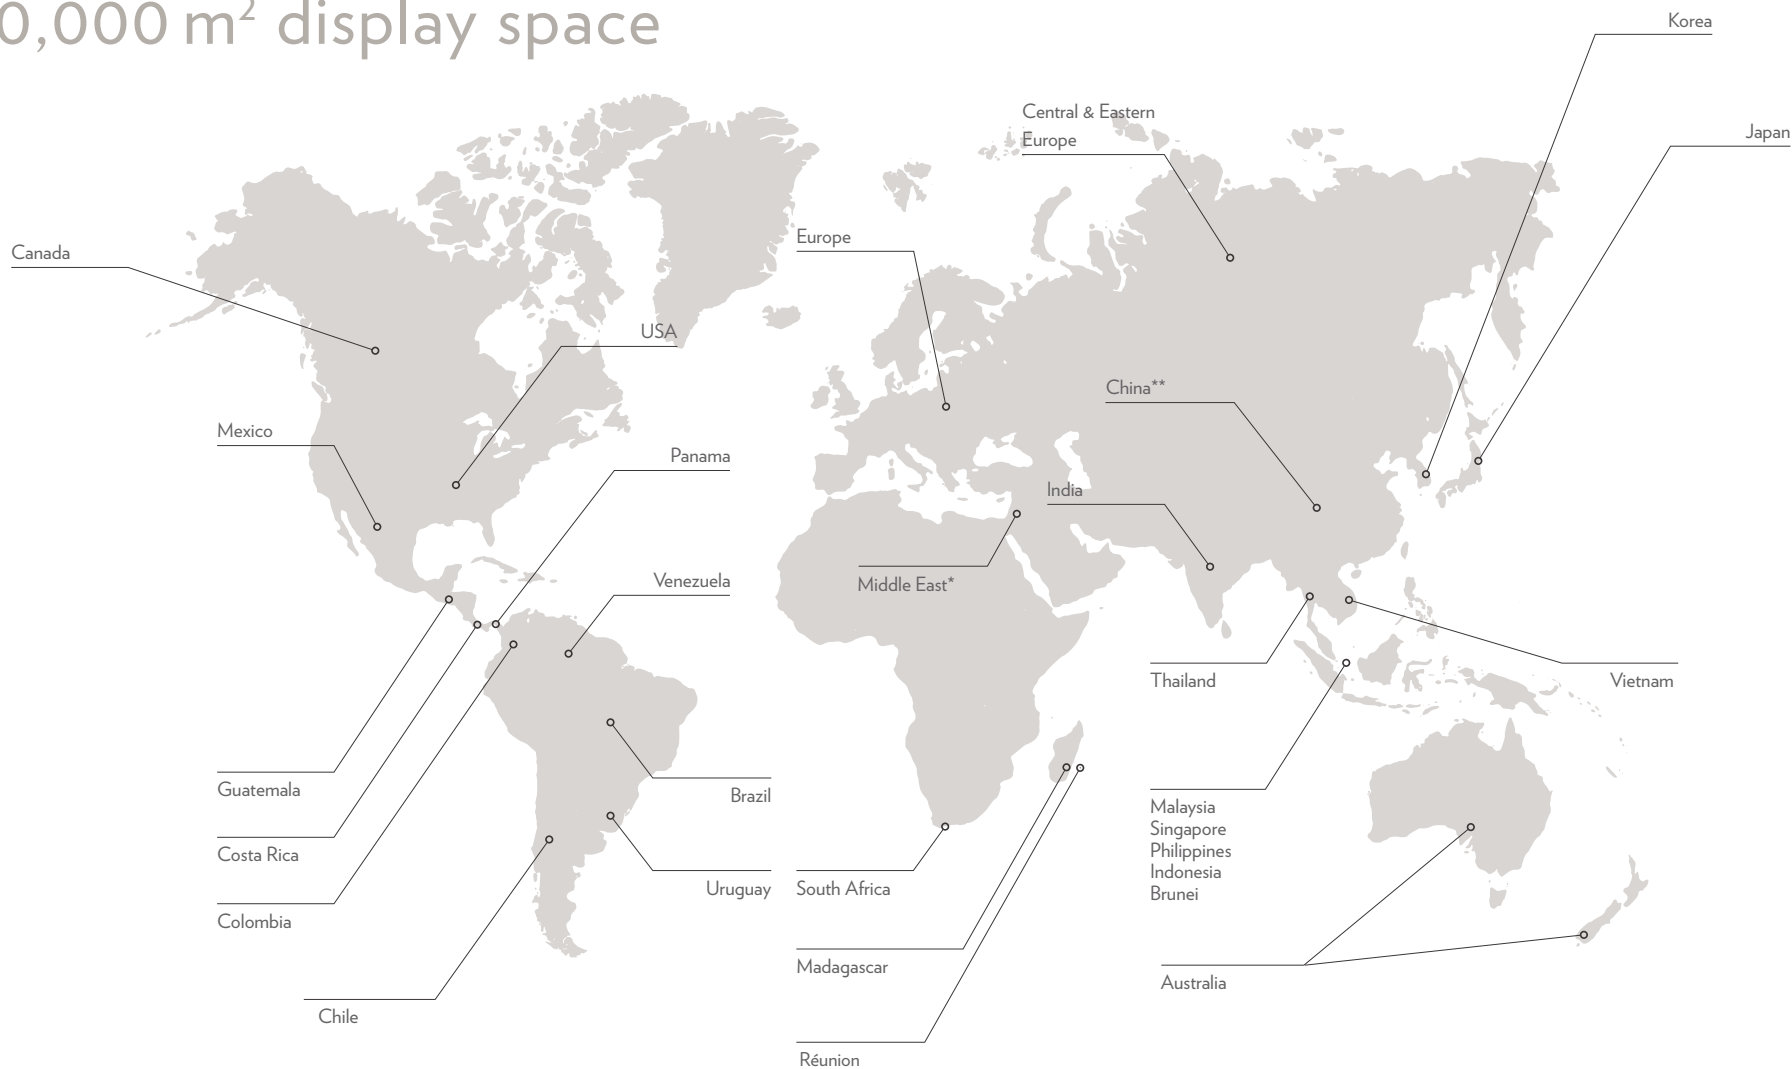 0,000 m² display space
Korea
Central & Eastern
Europe
Japan
Europe
Canada
USA
China**
Mexico
Panama
India
Venezuela
Middle East*
Thailand
Vietnam
Guatemala
Brazil
Malaysia
Singapore
Philippines
Indonesia
Brunei
Costa Rica
Uruguay
South Africa
Colombia
Madagascar
Australia
Chile
Réunion